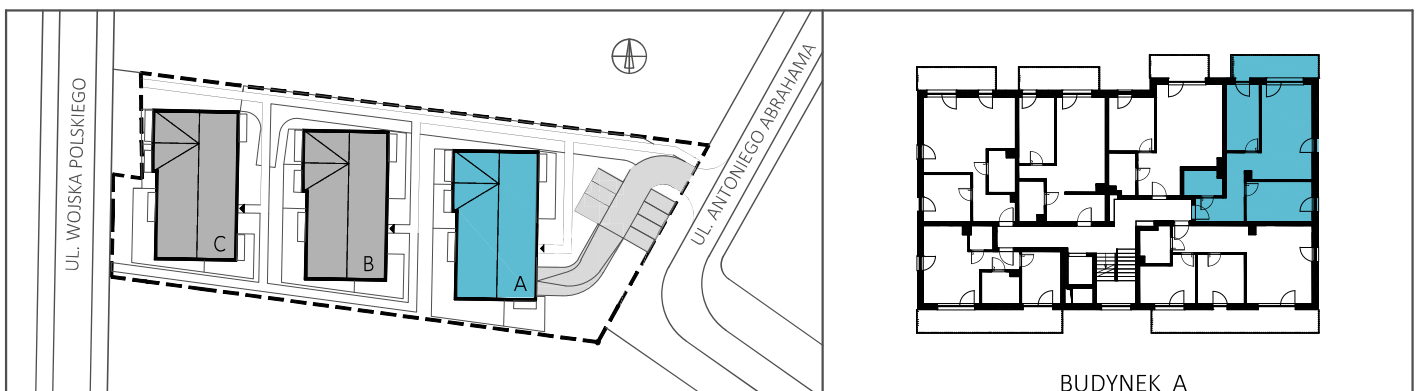 UL. WOJSKA POLSKIEGO
C
B
A
UL. ANTONIEGO ABRAHAMA
BUDYNEK A